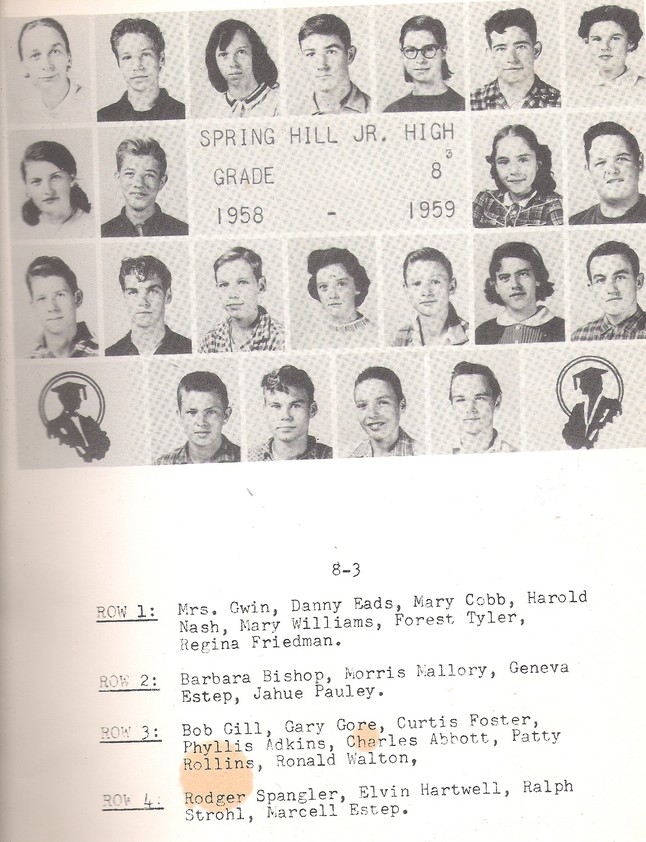 SPRING HILL JR. HIGH
GRADE 8³
1958 - 1959
8-3
ROW 1: Mrs. Gwin, Danny Eads, Mary Cobb, Harold
Nash, Mary Williams, Forest Tyler,
Regina Friedman.
ROW 2: Barbara Bishop, Morris Mallory, Geneva
Estep, Jahue Pauley.
ROW 3: Bob Gill, Gary Gore, Curtis Foster,
Phyllis Adkins, Charles Abbott, Patty
Rollins, Ronald Walton,
ROW 4: Rodger Spangler, Elvin Hartwell, Ralph
Strohl, Marcell Estep.